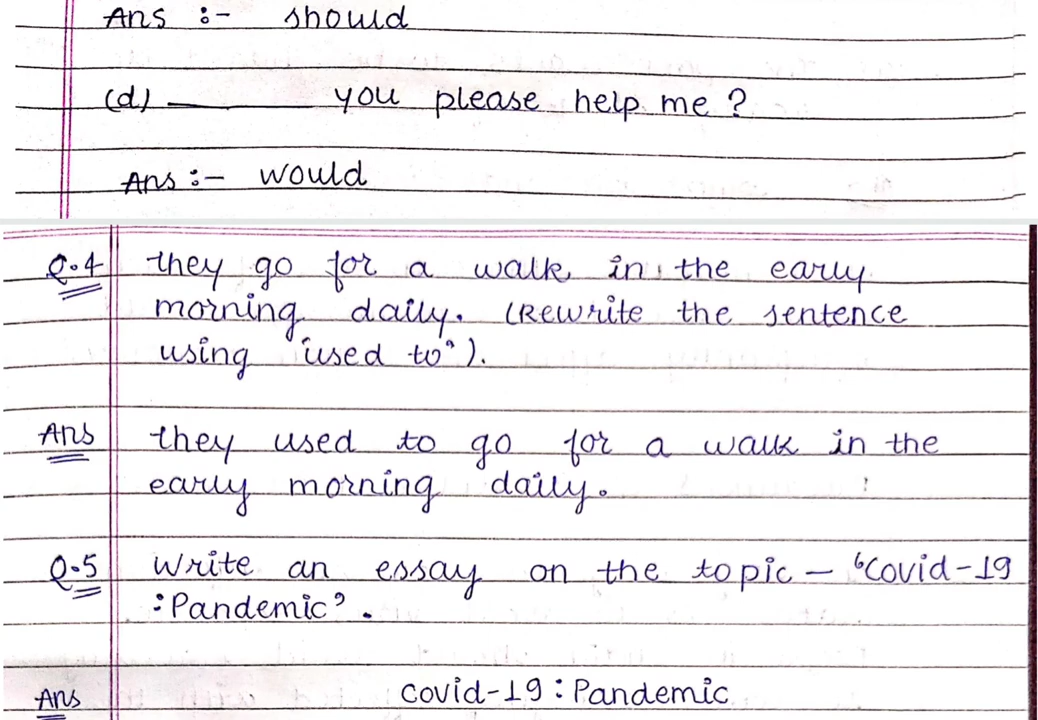 Ans :- should
(d) ________ you please help me ?
Ans :- would
Q.4 they go for a walk in the early
morning daily. (Rewrite the sentence
using 'used to').
Ans they used to go for a walk in the
early morning daily.
Q.5 Write an essay on the topic - 'Covid-19
: Pandemic'.
Ans Covid-19 : Pandemic